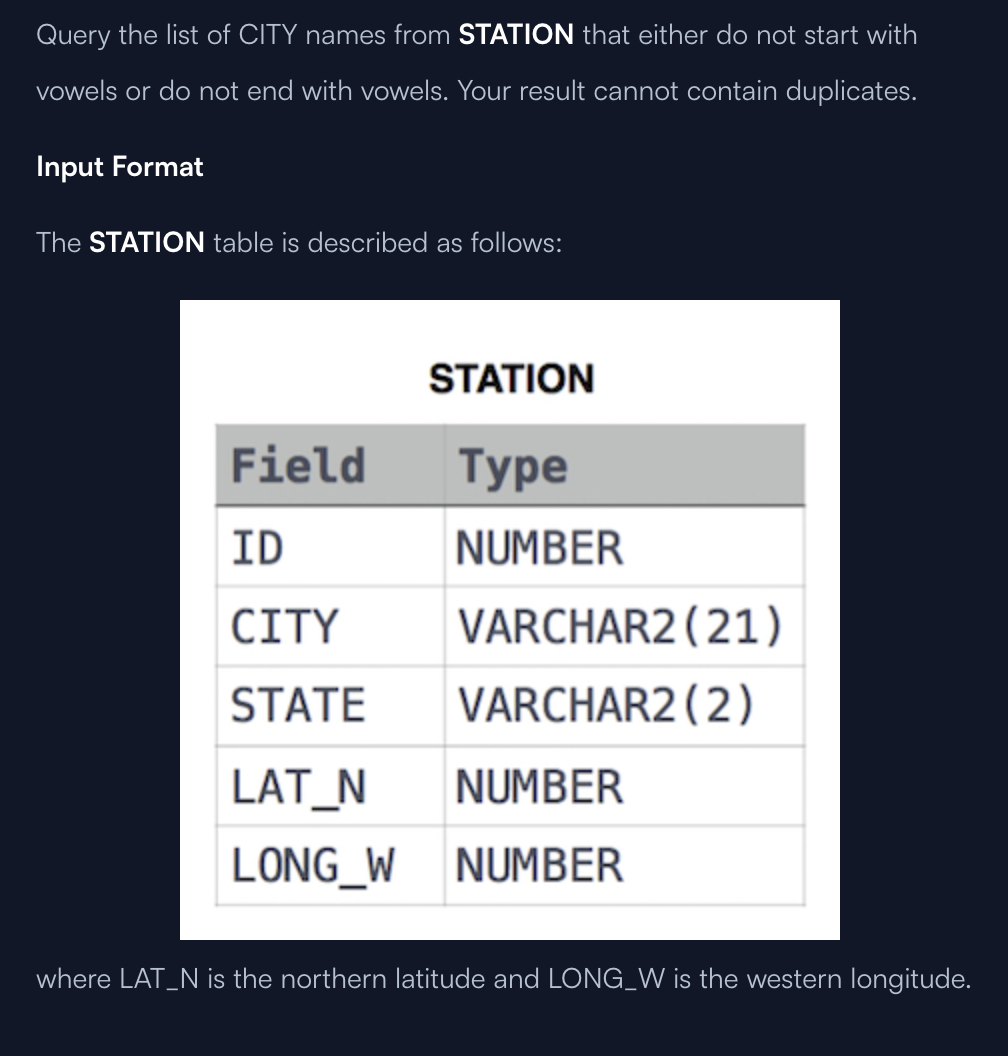 Query the list of CITY names from STATION that either do not start with
vowels or do not end with vowels. Your result cannot contain duplicates.
Input Format
The STATION table is described as follows:
STATION
Field Type
ID NUMBER
CITY VARCHAR2(21)
STATE VARCHAR2(2)
LAT_N NUMBER
LONG_W NUMBER
where LAT_N is the northern latitude and LONG_W is the western longitude.